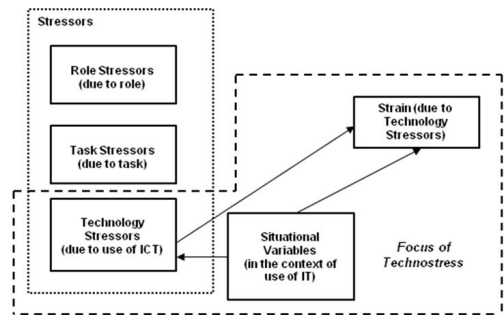 Stressors
Role Stressors
(due to role)
Task Stressors
(due to task)
Technology
Stressors
(due to use of ICT)
Strain (due to
Technology
Stressors)
Situational
Variables
(in the context of
use of IT)
Focus of
Technostress